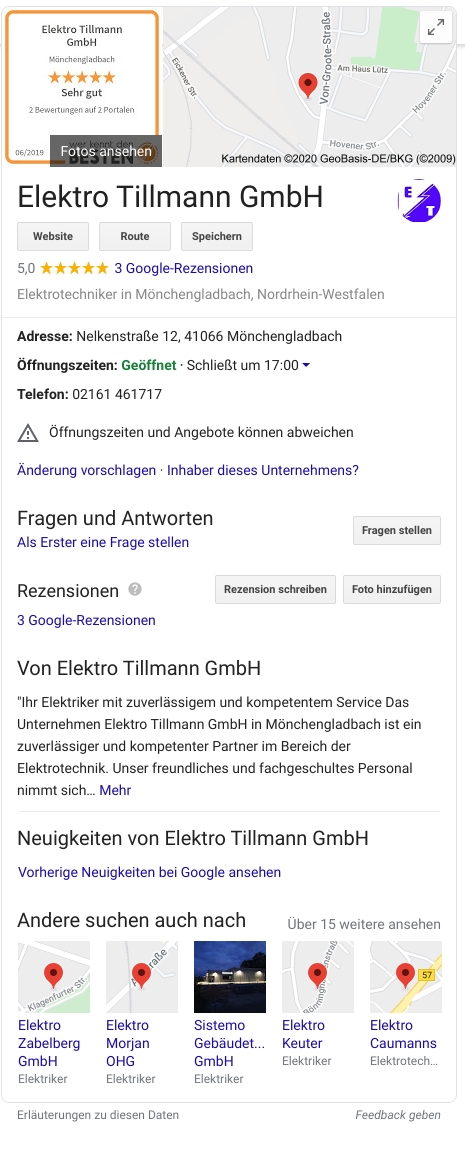 Elektro Tillmann
GmbH
Mönchengladbach
Sehr gut
2 Bewertungen auf 2 Portalen
06/2019
wer kennt den
BESTEN
Fotos ansehen
Eickener Str.
Von-Groote-Straße
Am Haus Lütz
Hovener Str.
Hovener Str.
Kartendaten ©2020 GeoBasis-DE/BKG (©2009)
Elektro Tillmann GmbH
E
T
Website Route Speichern
5,0 3 Google-Rezensionen
Elektrotechniker in Mönchengladbach, Nordrhein-Westfalen
Adresse: Nelkenstraße 12, 41066 Mönchengladbach
Öffnungszeiten: Geöffnet · Schließt um 17:00
Telefon: 02161 461717
Öffnungszeiten und Angebote können abweichen
Änderung vorschlagen · Inhaber dieses Unternehmens?
Fragen und Antworten
Fragen stellen
Als Erster eine Frage stellen
Rezensionen ? Rezension schreiben Foto hinzufügen
3 Google-Rezensionen
Von Elektro Tillmann GmbH
"Ihr Elektriker mit zuverlässigem und kompetentem Service Das
Unternehmen Elektro Tillmann GmbH in Mönchengladbach ist ein
zuverlässiger und kompetenter Partner im Bereich der
Elektrotechnik. Unser freundliches und fachgeschultes Personal
nimmt sich… Mehr
Neuigkeiten von Elektro Tillmann GmbH
Vorherige Neuigkeiten bei Google ansehen
Andere suchen auch nach Über 15 weitere ansehen
Klagenfurter Str.
57
Elektro
Zabelberg
GmbH
Elektriker
Elektro
Morjan
OHG
Elektriker
Sistemo
Gebäudet...
GmbH
Elektriker
Elektro
Keuter
Elektriker
Elektro
Caumanns
Elektrotech…
Erläuterungen zu diesen Daten Feedback geben